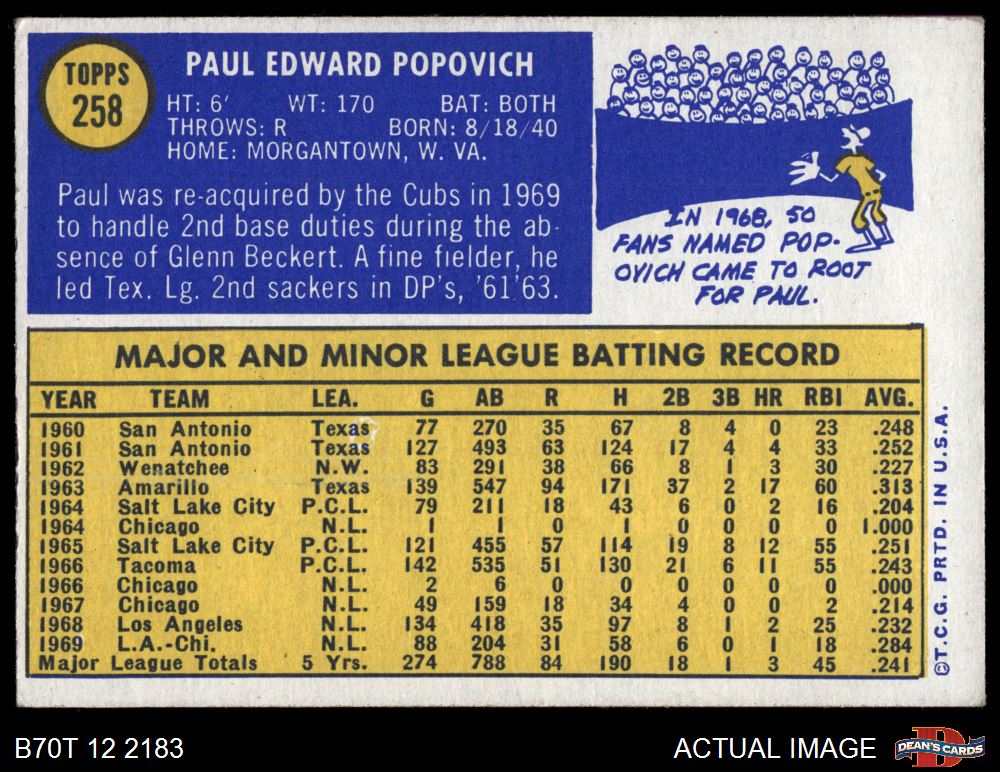 TOPPS
258
PAUL EDWARD POPOVICH
HT: 6' WT: 170 BAT: BOTH
THROWS: R BORN: 8/18/40
HOME: MORGANTOWN, W. VA.
Paul was re-acquired by the Cubs in 1969
to handle 2nd base duties during the ab-
sence of Glenn Beckert. A fine fielder, he
led Tex. Lg. 2nd sackers in DP's, '61'63.
IN 1968, 50
FANS NAMED POP-
OVICH CAME TO ROOT
FOR PAUL.
MAJOR AND MINOR LEAGUE BATTING RECORD
YEAR TEAM LEA. G AB R H 2B 3B HR RBI AVG.
1960 San Antonio Texas 77 270 35 67 8 4 0 23 .248
1961 San Antonio Texas 127 493 63 124 17 4 4 33 .252
1962 Wenatchee N.W. 83 291 38 66 8 1 3 30 .227
1963 Amarillo Texas 139 547 94 171 37 2 17 60 .313
1964 Salt Lake City P.C.L. 79 211 18 43 6 0 2 16 .204
1964 Chicago N.L. 1 1 0 1 0 0 0 0 1.000
1965 Salt Lake City P.C.L. 121 455 57 114 19 8 12 55 .251
1966 Tacoma P.C.L. 142 535 51 130 21 6 11 55 .243
1966 Chicago N.L. 2 6 0 0 0 0 0 0 .000
1967 Chicago N.L. 49 159 18 34 4 0 0 2 .214
1968 Los Angeles N.L. 134 418 35 97 8 1 2 25 .232
1969 L.A.-Chi. N.L. 88 204 31 58 6 0 1 18 .284
Major League Totals 5 Yrs. 274 788 84 190 18 1 3 45 .241
©T.C.G. PRTD. IN U.S.A.
B70T 12 2183
ACTUAL IMAGE
DEAN'S CARDS